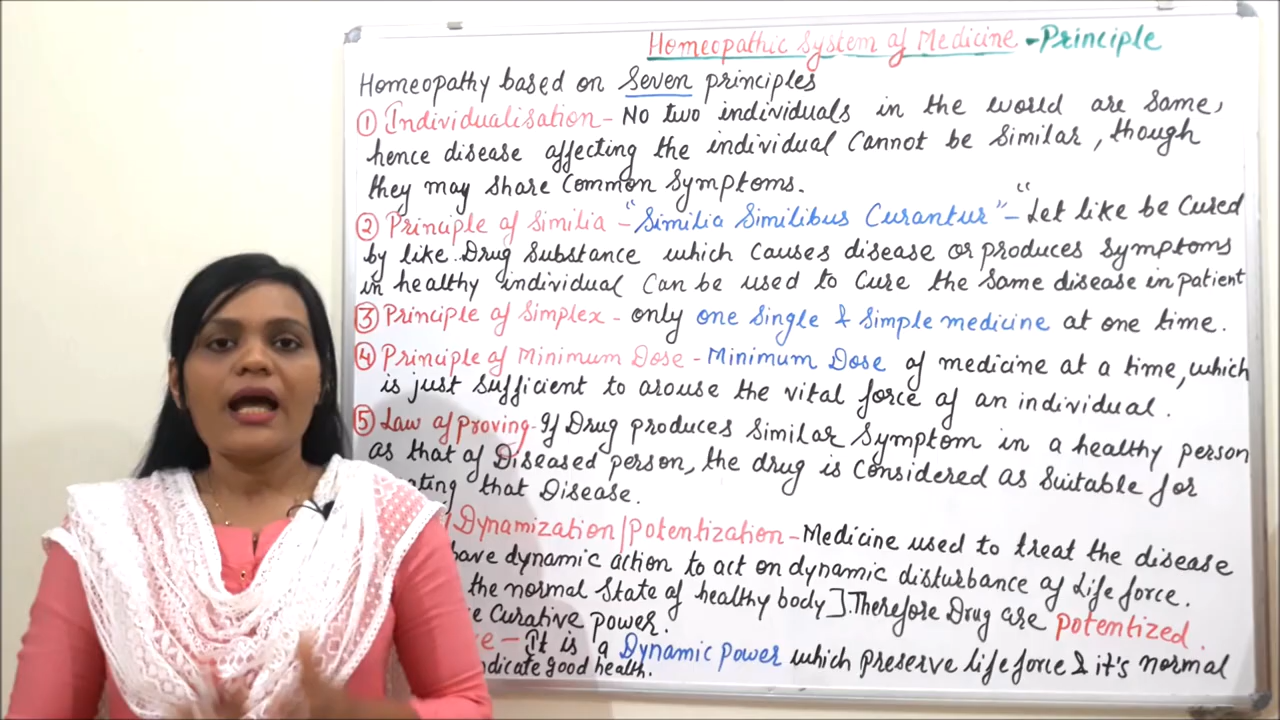 Homeopathic System of Medicine - Principle
Homeopathy based on Seven principles
① Individualisation - No two individuals in the world are same,
hence disease affecting the individual cannot be similar, though
they may share common symptoms.
② Principle of Similia - "Similia Similibus Curantur" - "Let like be cured
by like. Drug substance which causes disease or produces symptoms
in healthy individual can be used to cure the same disease in patient
③ Principle of Simplex - only one single & simple medicine at one time.
④ Principle of Minimum Dose - Minimum Dose of medicine at a time, which
is just sufficient to arouse the vital force of an individual.
⑤ Law of proving - If Drug produces similar symptom in a healthy person
as that of Diseased person, the drug is considered as suitable for
that Disease.
Dynamization/Potentization - Medicine used to treat the disease
have dynamic action to act on dynamic disturbance of life force.
the normal state of healthy body]. Therefore Drug are potentized.
Curative power.
- It is a Dynamic power which preserve life force & it's normal
indicate good health.